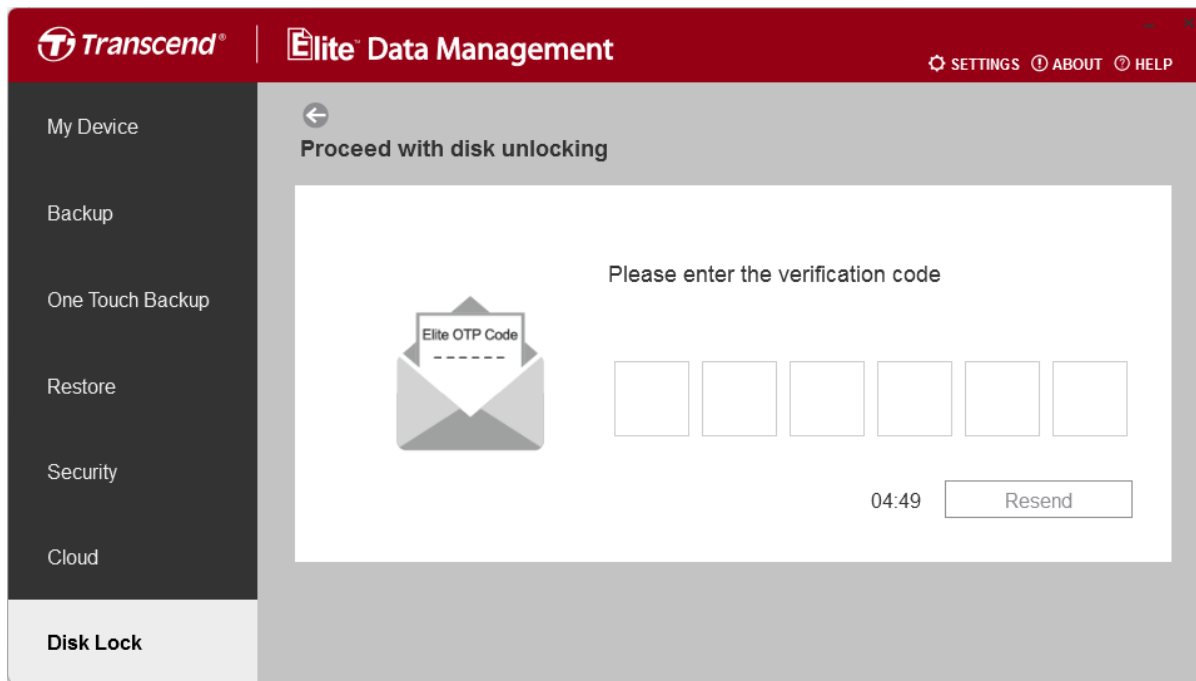 Transcend®
Elite™ Data Management
SETTINGS ABOUT HELP
My Device
Backup
One Touch Backup
Restore
Security
Cloud
Disk Lock
Proceed with disk unlocking
Please enter the verification code
Elite OTP Code
------
04:49 Resend